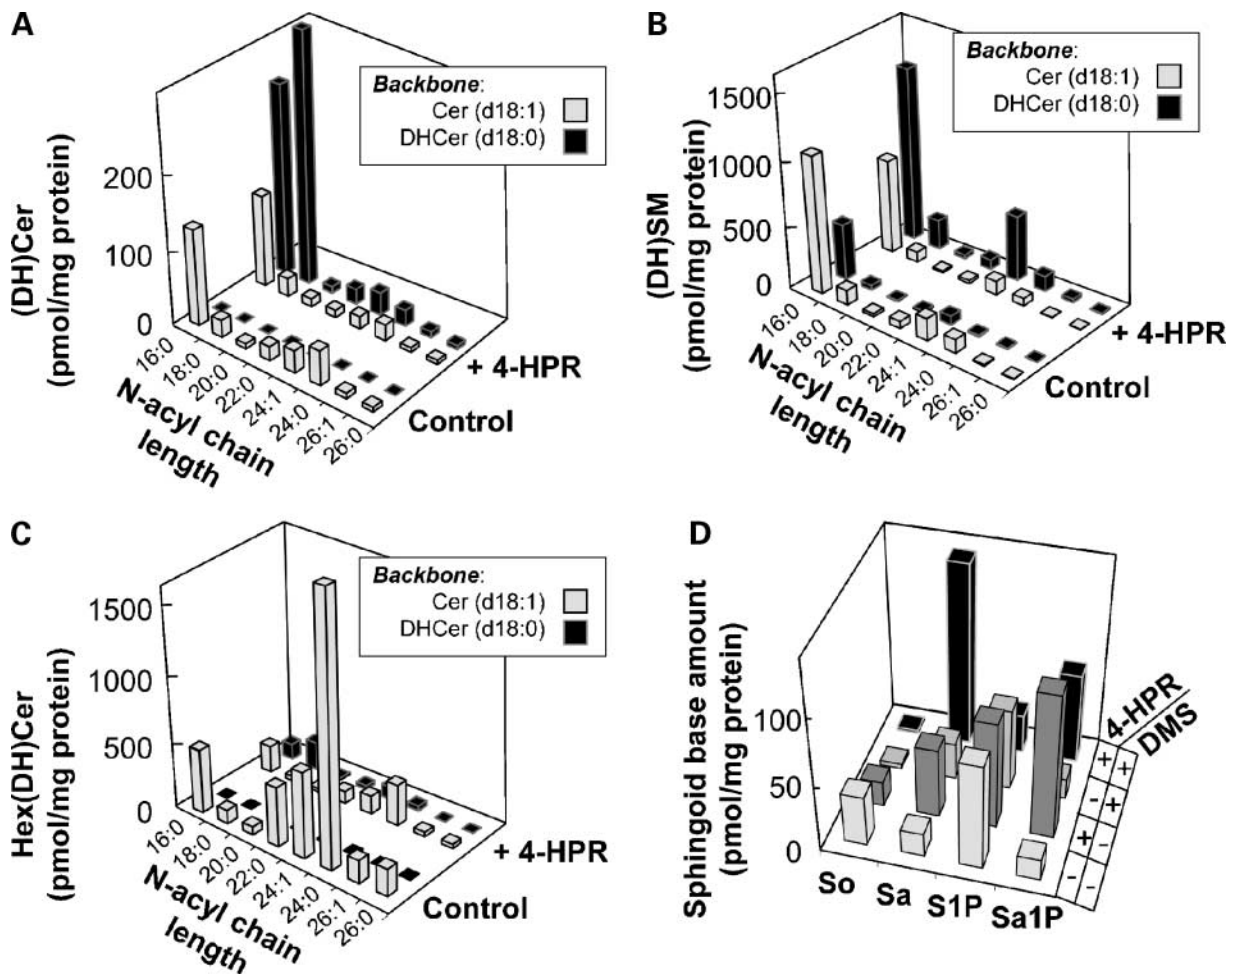 A
(DH)Cer
(pmol/mg protein)
200
100
0
Backbone:
Cer (d18:1)
DHCer (d18:0)
16:0
18:0
20:0
22:0
24:1
24:0
26:1
26:0
N-acyl chain
length
+ 4-HPR
Control
B
(DH)SM
(pmol/mg protein)
1500
1000
500
0
Backbone:
Cer (d18:1)
DHCer (d18:0)
16:0
18:0
20:0
22:0
24:1
24:0
26:1
26:0
N-acyl chain
length
+ 4-HPR
Control
C
Hex(DH)Cer
(pmol/mg protein)
1500
1000
500
0
Backbone:
Cer (d18:1)
DHCer (d18:0)
16:0
18:0
20:0
22:0
24:1
24:0
26:1
26:0
N-acyl chain
length
+ 4-HPR
Control
D
Sphingoid base amount
(pmol/mg protein)
100
50
0
So
Sa
S1P
Sa1P
4-HPR
DMS
+ +
- +
+ -
- -